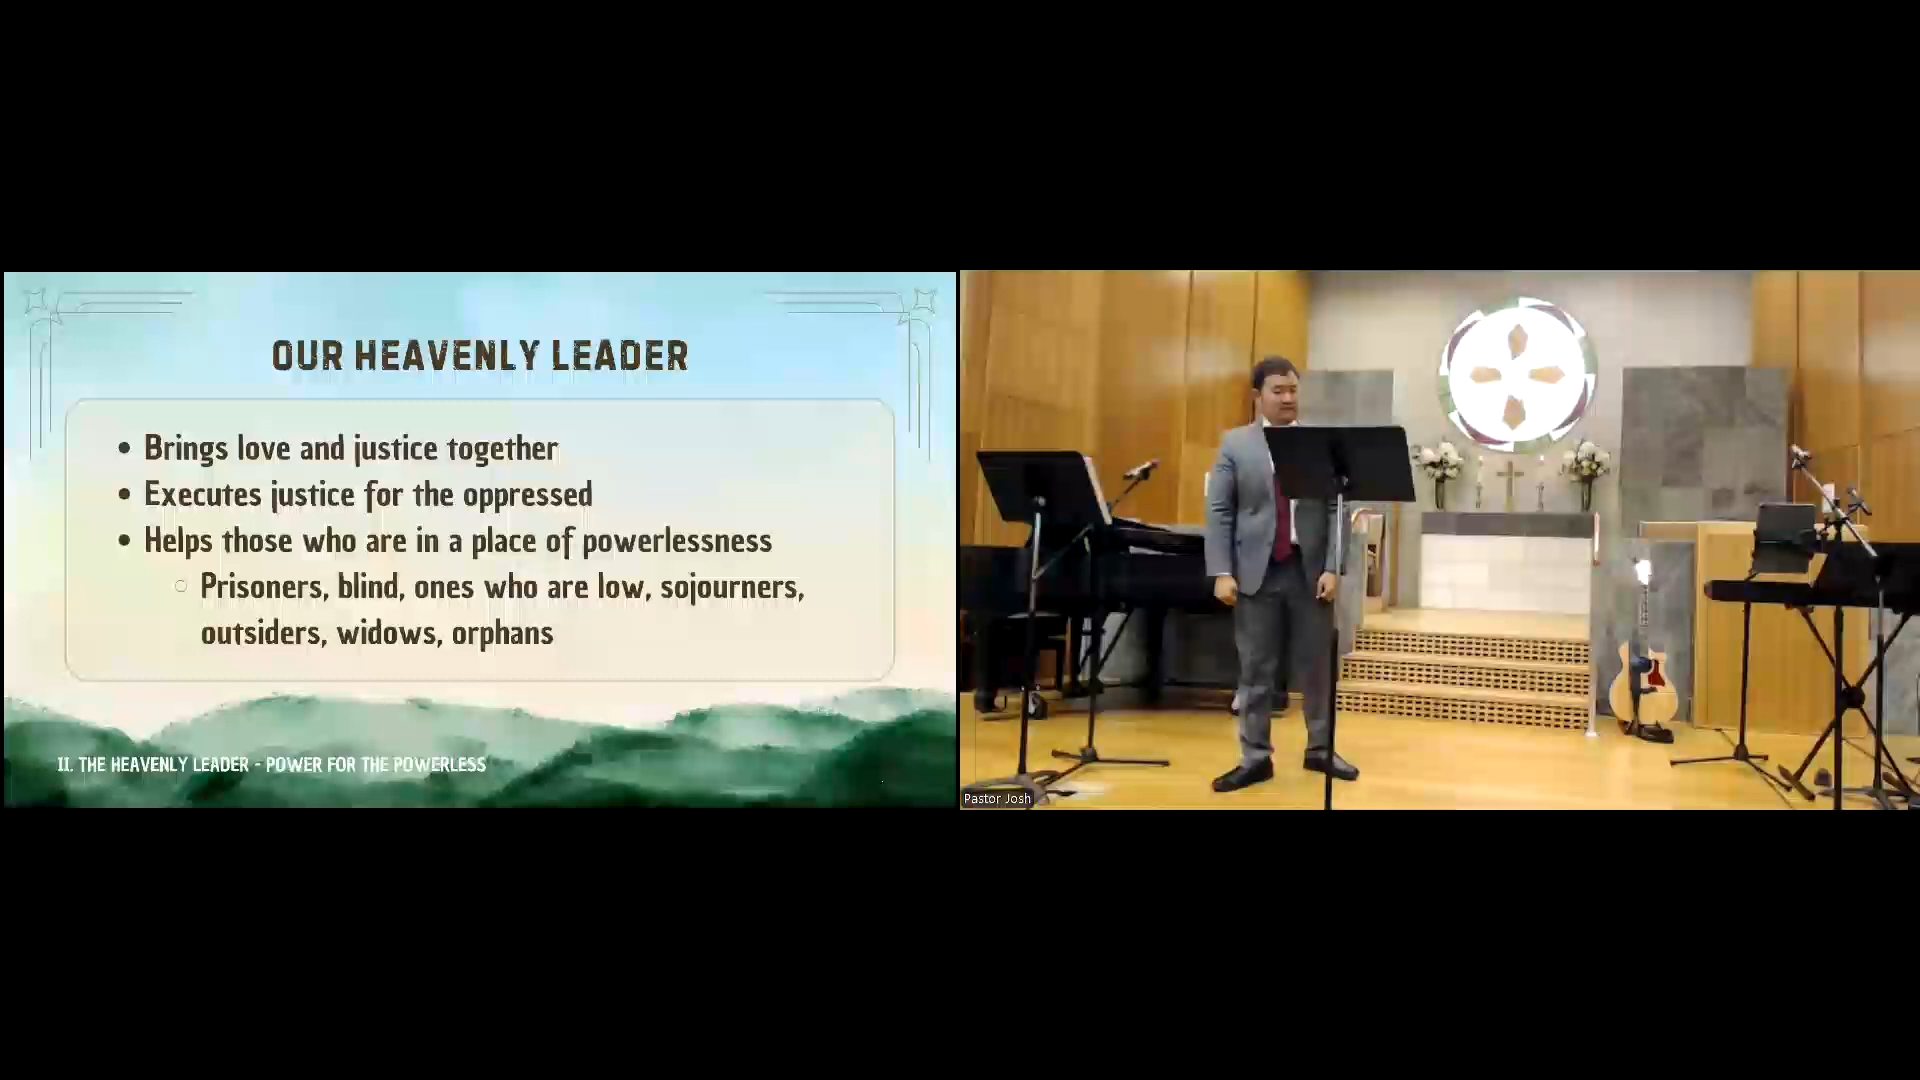 OUR HEAVENLY LEADER
• Brings love and justice together
• Executes justice for the oppressed
• Helps those who are in a place of powerlessness
○ Prisoners, blind, ones who are low, sojourners,
outsiders, widows, orphans
II. THE HEAVENLY LEADER - POWER FOR THE POWERLESS
Pastor Josh